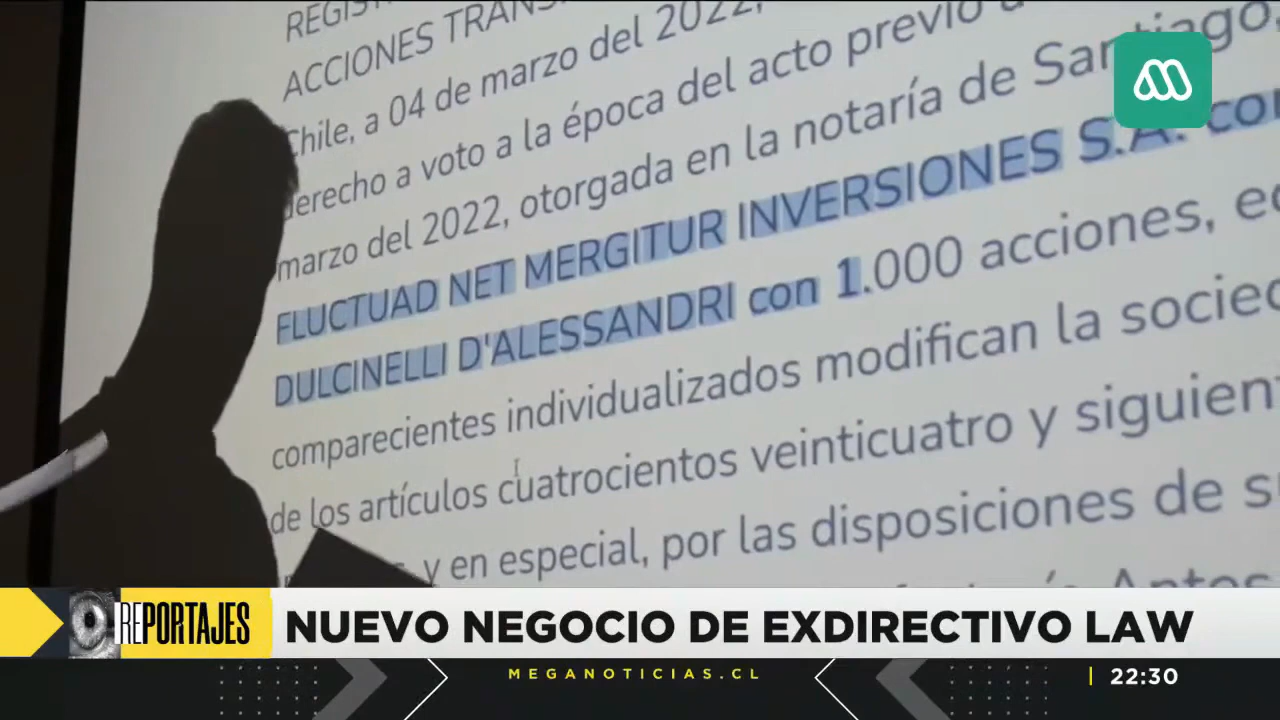 ACCIONES
Chile, a 04 de marzo del 2022,
derecho a voto a la época del acto previo a
marzo del 2022, otorgada en la notaría de Santiago,
FLUCTUAD NET MERGITUR INVERSIONES S.A. con
DULCINELLI D'ALESSANDRI con 1.000 acciones,
comparecientes individualizados modifican la
de los artículos cuatrocientos veinticuatro y
y en especial, por las disposiciones de
REPORTAJES
NUEVO NEGOCIO DE EXDIRECTIVO LAW
MEGANOTICIAS.CL
22:30